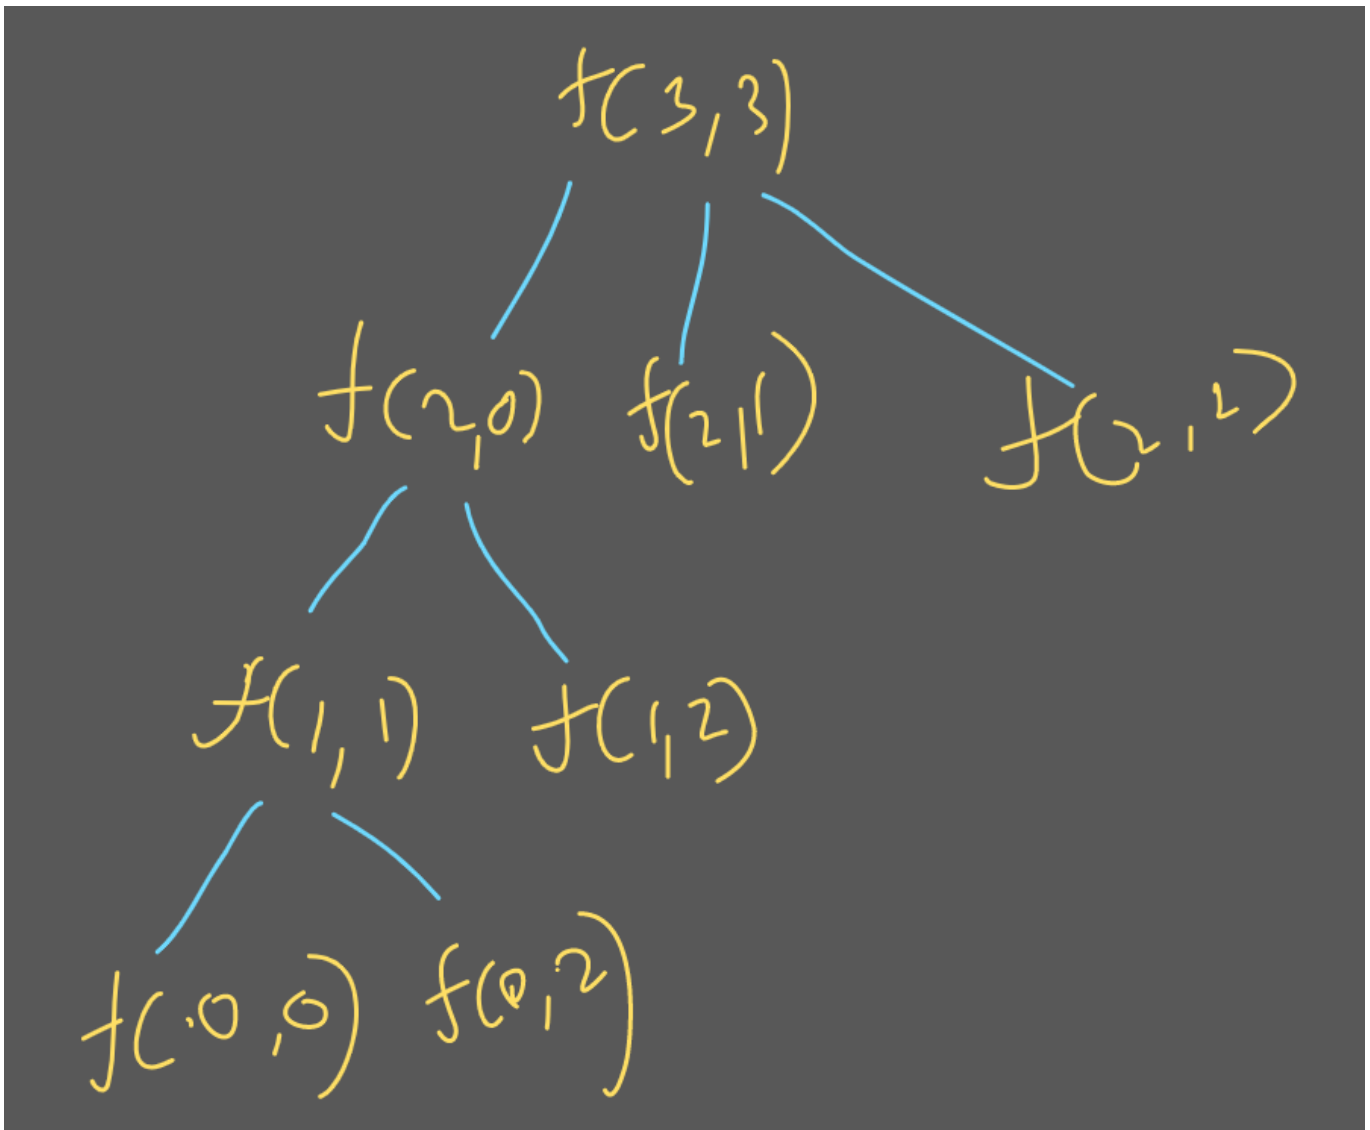 f(3,3)
f(2,0) f(2,1) f(2,2)
f(1,1) f(1,2)
f(0,0) f(0,2)